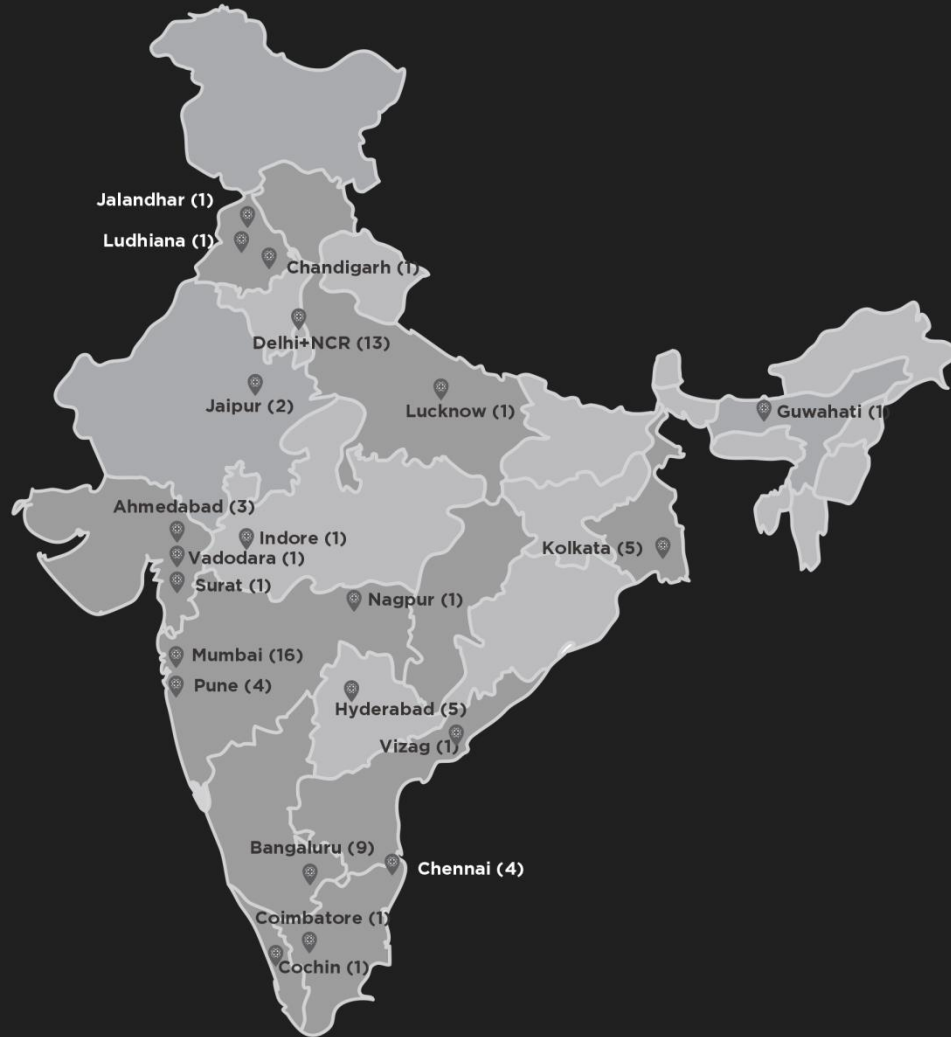 Jalandhar (1)
Ludhiana (1)
Chandigarh (1)
Delhi+NCR (13)
Jaipur (2)
Lucknow (1)
Guwahati (1)
Ahmedabad (3)
Indore (1)
Kolkata (5)
Vadodara (1)
Surat (1)
Nagpur (1)
Mumbai (16)
Pune (4)
Hyderabad (5)
Vizag (1)
Bangaluru (9)
Chennai (4)
Coimbatore (1)
Cochin (1)